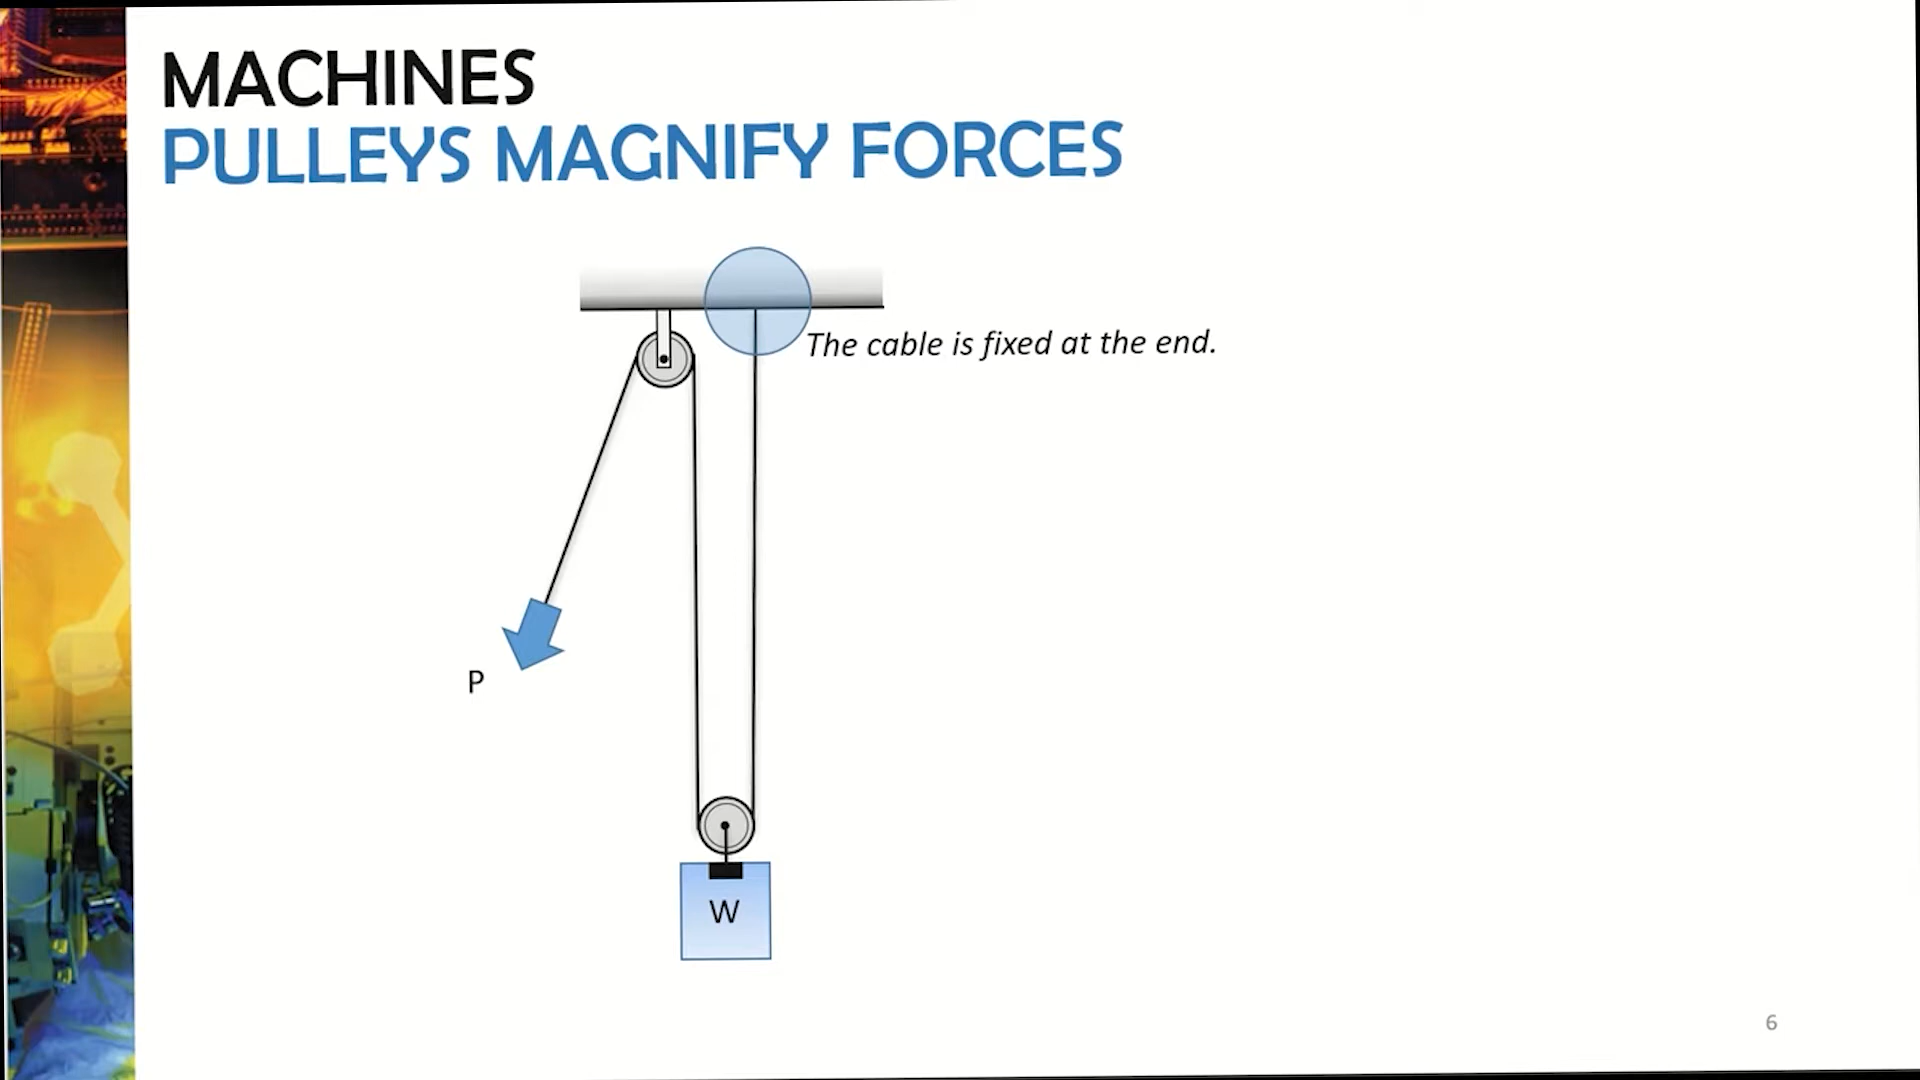 MACHINES
PULLEYS MAGNIFY FORCES
The cable is fixed at the end.
P
W
6